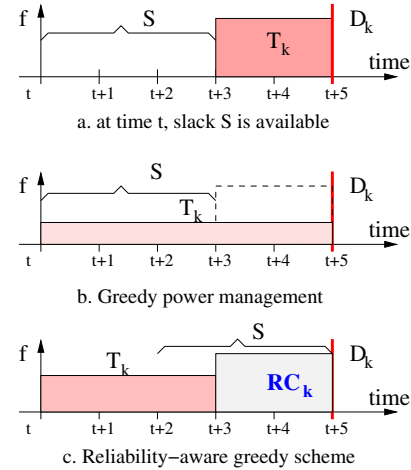 f S D_k
T_k
time
t t+1 t+2 t+3 t+4 t+5
a. at time t, slack S is available
f S D_k
T_k
time
t t+1 t+2 t+3 t+4 t+5
b. Greedy power management
f T_k S D_k
RC_k
time
t t+1 t+2 t+3 t+4 t+5
c. Reliability−aware greedy scheme